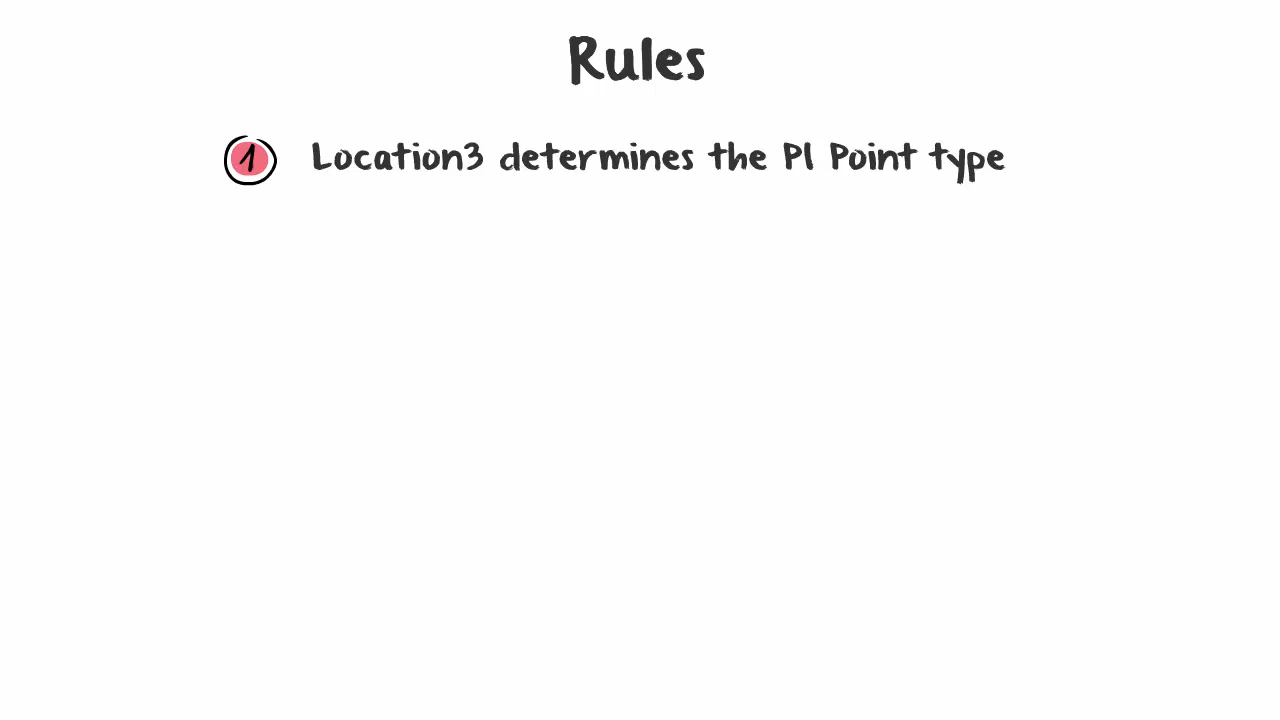 Rules
1 Location3 determines the PI Point type